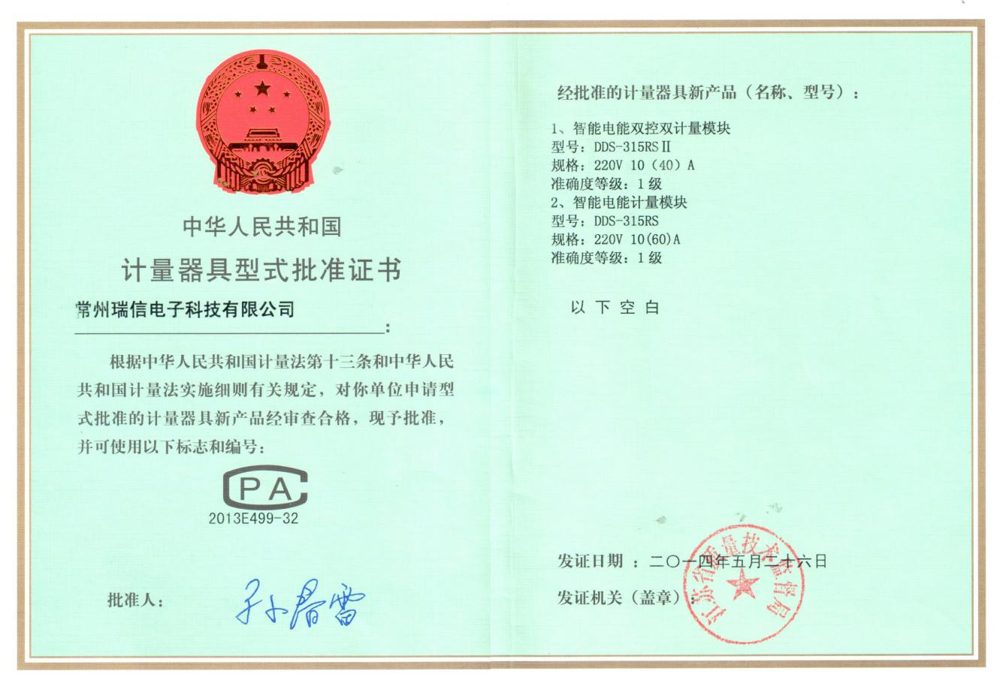 中华人民共和国
计量器具型式批准证书
常州瑞信电子科技有限公司
:
根据中华人民共和国计量法第十三条和中华人民
共和国计量法实施细则有关规定，对你单位申请型
式批准的计量器具新产品经审查合格，现予批准，
并可使用以下标志和编号：
CPA
2013E499-32
批准人：
孙春雷
经批准的计量器具新产品（名称、型号）：
1、智能电能双控双计量模块
型号：DDS-315RSⅡ
规格：220V 10（40）A
准确度等级：1 级
2、智能电能计量模块
型号：DDS-315RS
规格：220V 10(60)A
准确度等级：1 级
以下空白
发证日期 ：二〇一四年五月二十六日
发证机关（盖章）：
江苏省质量技术监督局